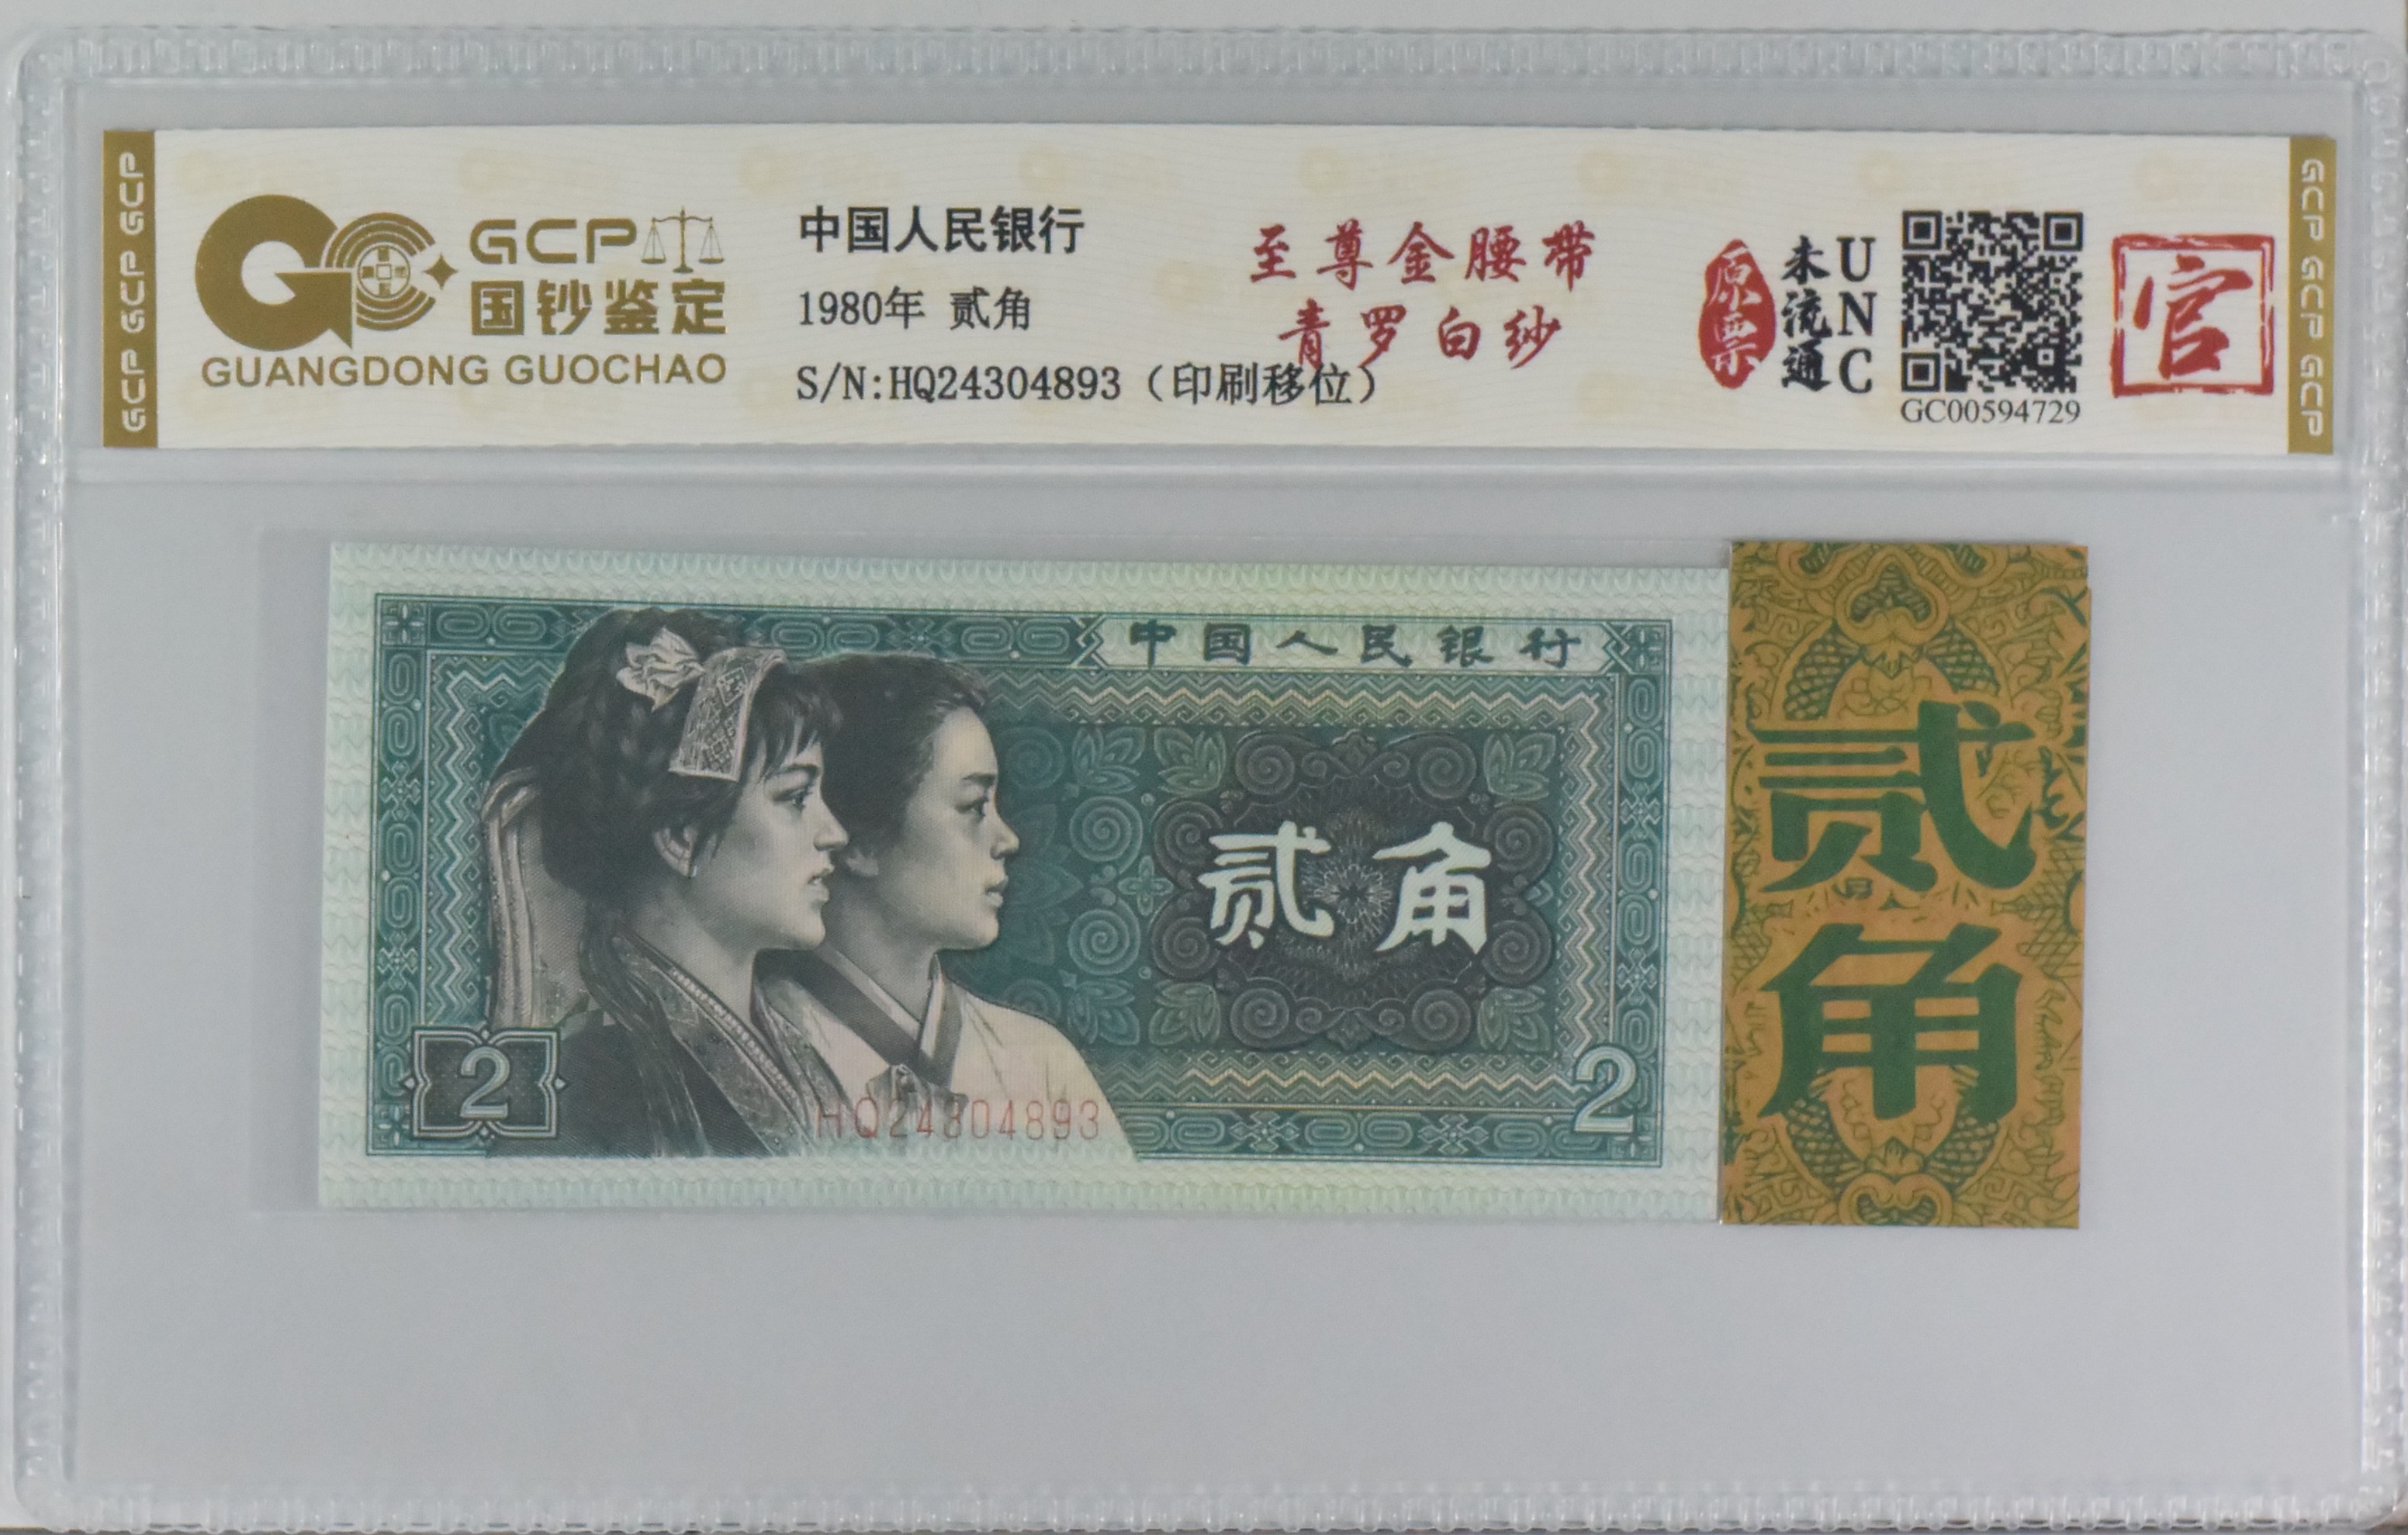 GCP GCP GCP
GCP
国钞鉴定
GUANGDONG GUOCHAO
中国人民银行
1980年 贰角
S/N:HQ24304893（印刷移位）
至尊金腰带
青罗白纱
原票
未流通
UNC
GC00594729
官
GCP GCP GCP
中国人民银行
贰角
2
HQ24304893
2
贰角